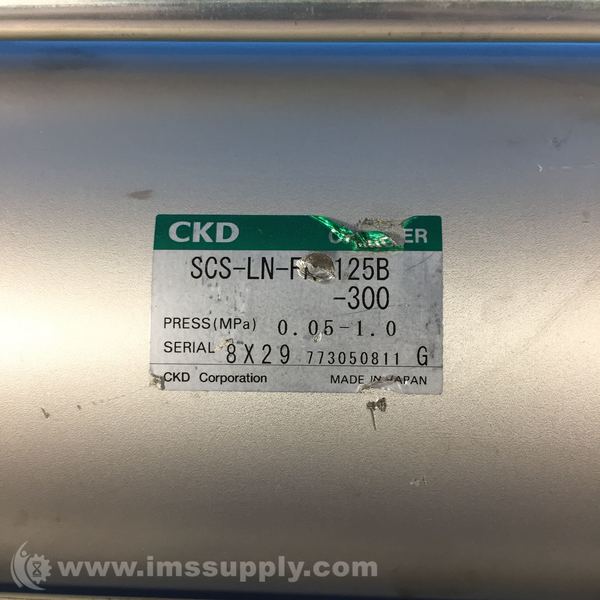 CKD
SCS-LN-F 125B
-300
PRESS(MPa) 0.05-1.0
SERIAL 8X29 773050811 G
CKD Corporation MADE IN JAPAN
www.imssupply.com